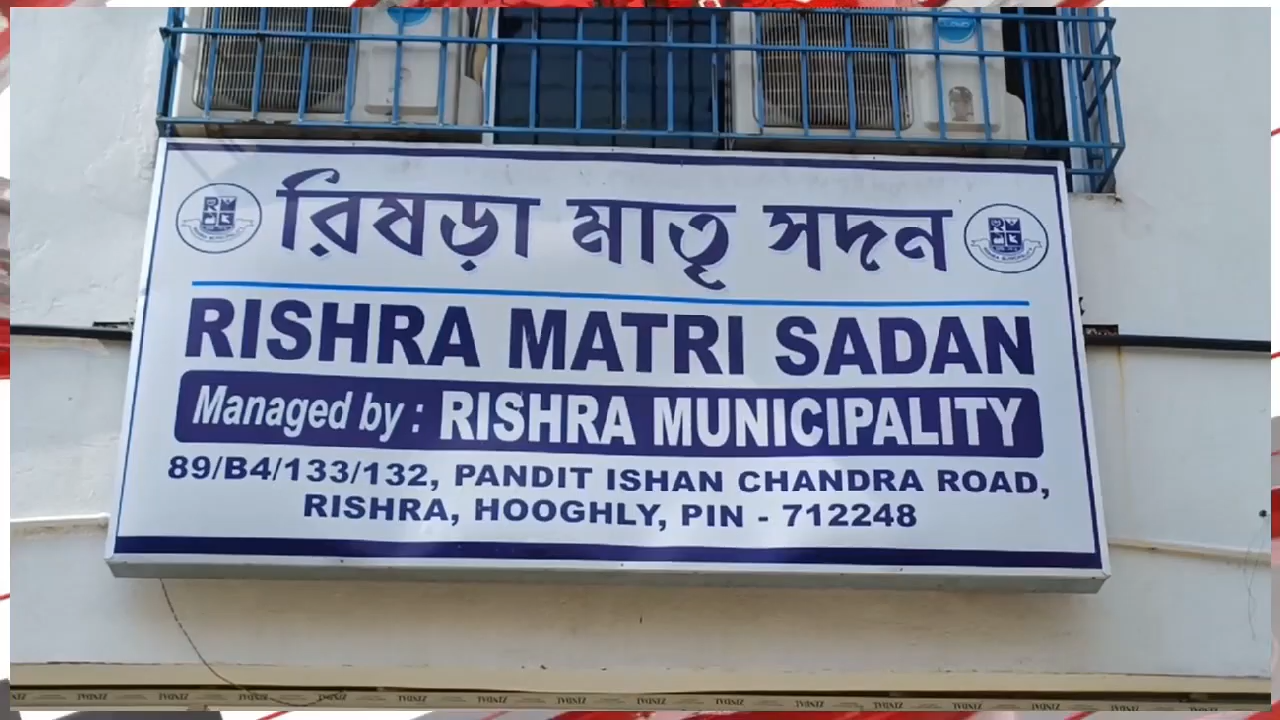 রিষড়া মাতৃ সদন
RISHRA MATRI SADAN
Managed by : RISHRA MUNICIPALITY
89/B4/133/132, PANDIT ISHAN CHANDRA ROAD,
RISHRA, HOOGHLY, PIN - 712248